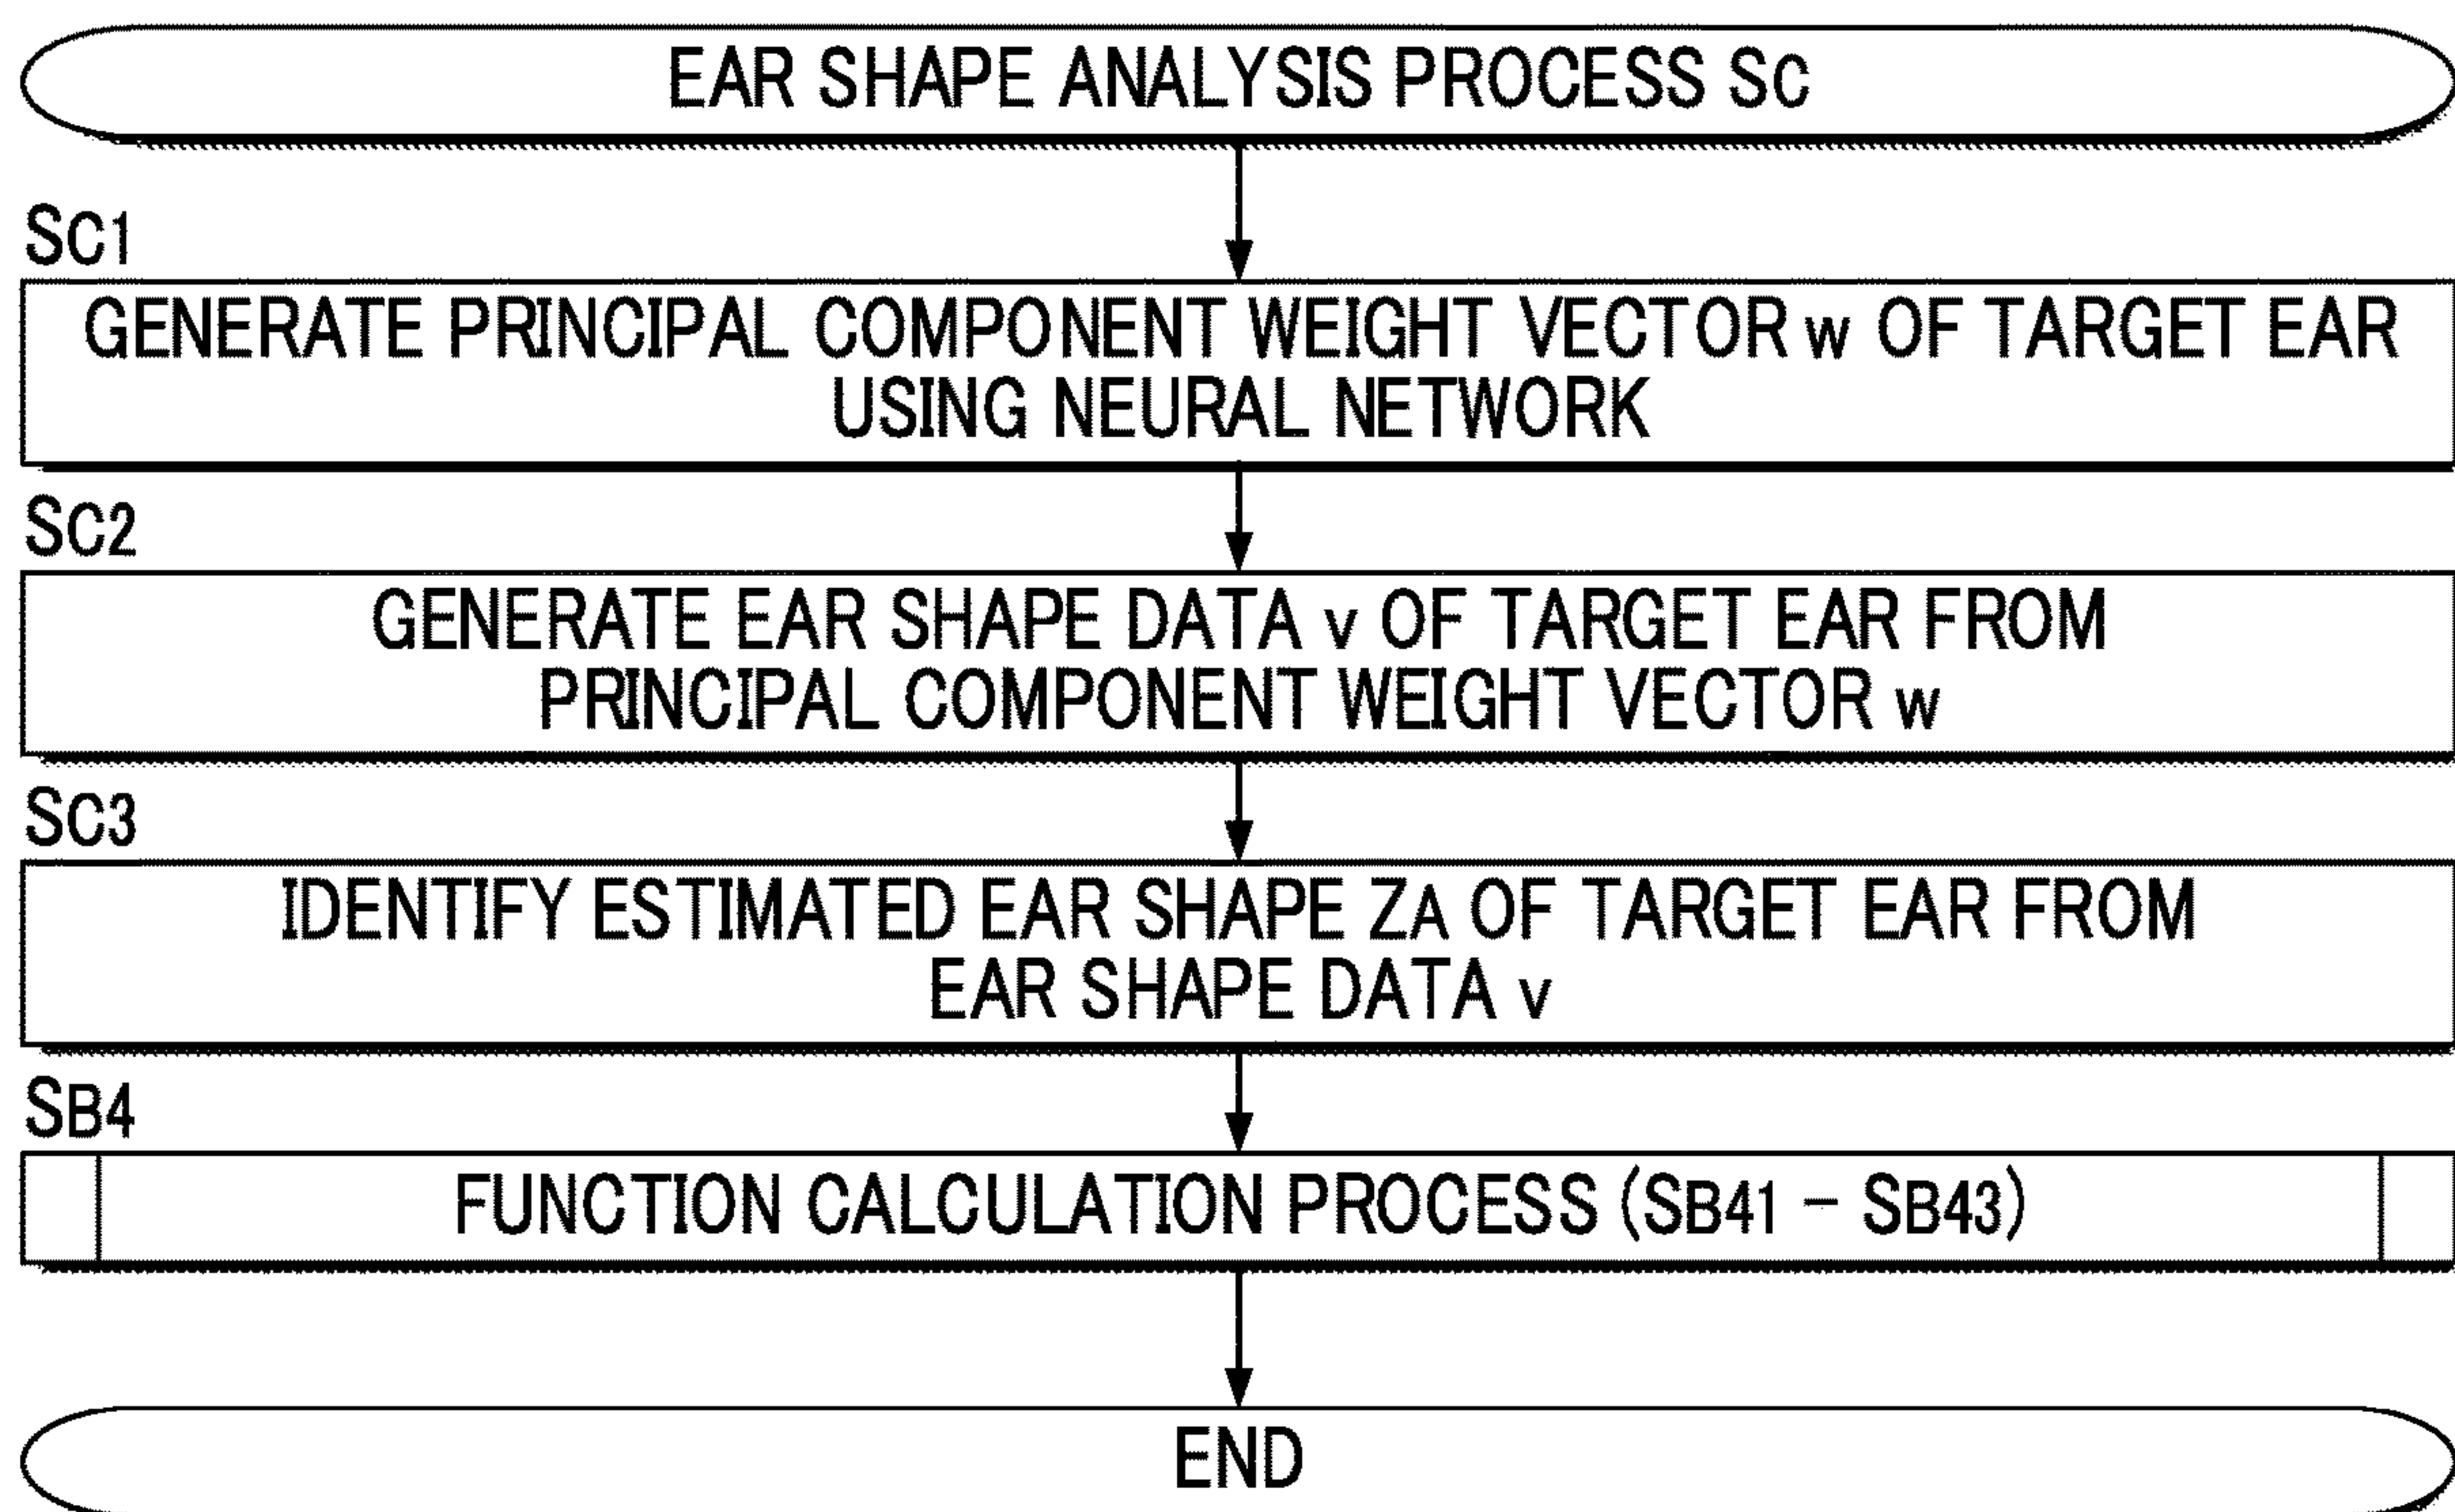 EAR SHAPE ANALYSIS PROCESS SC
SC1
GENERATE PRINCIPAL COMPONENT WEIGHT VECTOR w OF TARGET EAR
USING NEURAL NETWORK
SC2
GENERATE EAR SHAPE DATA v OF TARGET EAR FROM
PRINCIPAL COMPONENT WEIGHT VECTOR w
SC3
IDENTIFY ESTIMATED EAR SHAPE ZA OF TARGET EAR FROM
EAR SHAPE DATA v
SB4
FUNCTION CALCULATION PROCESS (SB41 – SB43)
END